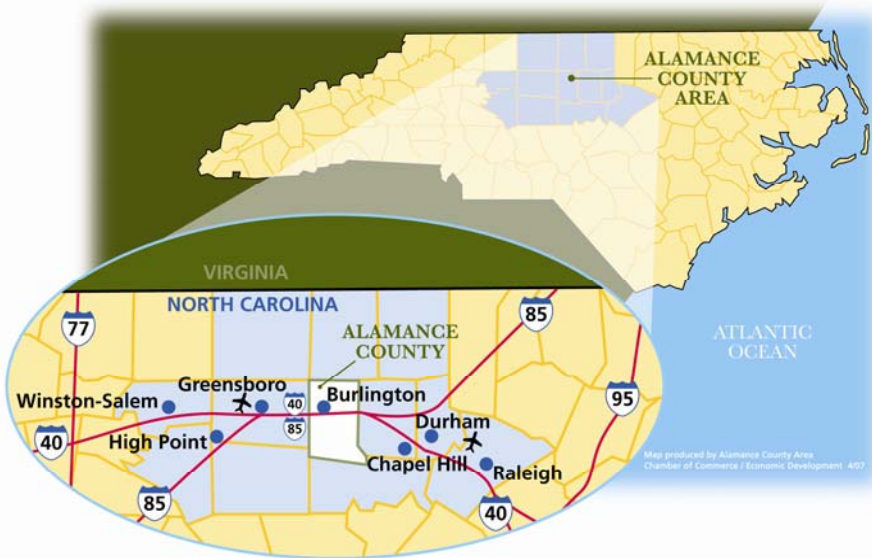 ALAMANCE
COUNTY
AREA
VIRGINIA
NORTH CAROLINA
77
85
ALAMANCE
COUNTY
ATLANTIC
OCEAN
Greensboro
40
85
Burlington
Winston-Salem
95
High Point
Durham
40
Chapel Hill
Raleigh
Map produced by Alamance County Area
Chamber of Commerce / Economic Development 4/07
85
40